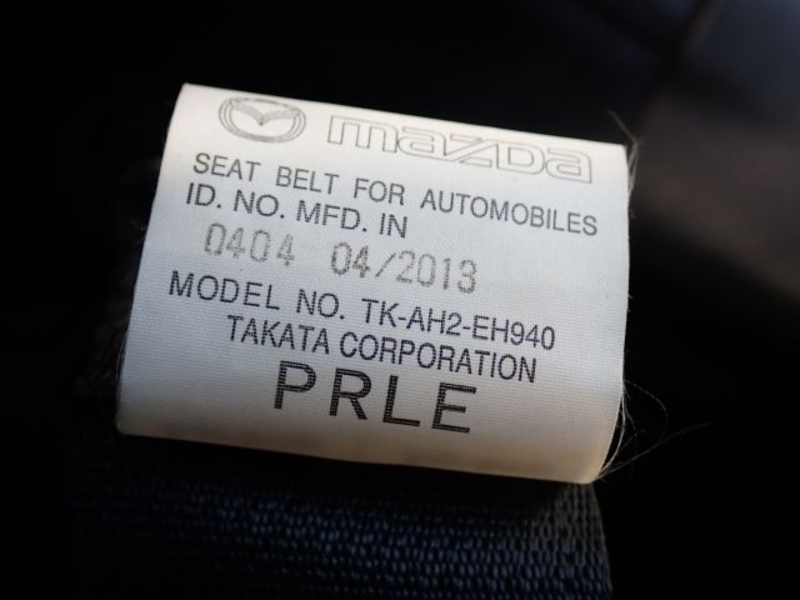 mazda
SEAT BELT FOR AUTOMOBILES
ID. NO. MFD. IN
0404 04/2013
MODEL NO. TK-AH2-EH940
TAKATA CORPORATION
PRLE